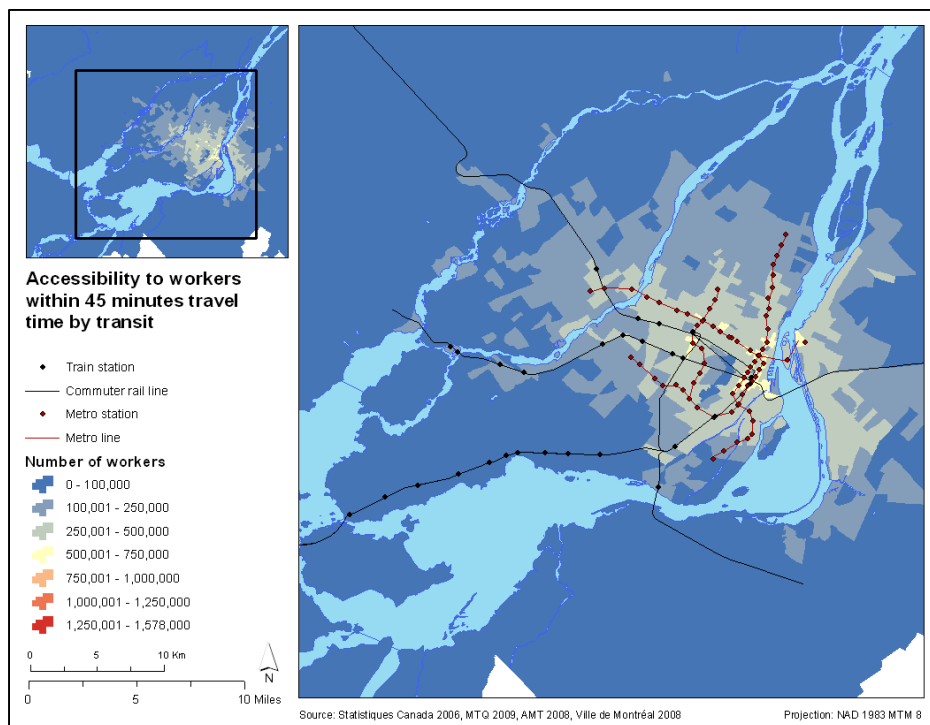 Accessibility to workers
within 45 minutes travel
time by transit
Train station
Commuter rail line
Metro station
Metro line
Number of workers
0 - 100,000
100,001 - 250,000
250,001 - 500,000
500,001 - 750,000
750,001 - 1,000,000
1,000,001 - 1,250,000
1,250,001 - 1,578,000
0 5 10 Km
N
0 5 10 Miles
Source: Statistiques Canada 2006, MTQ 2009, AMT 2008, Ville de Montréal 2008 Projection: NAD 1983 MTM 8